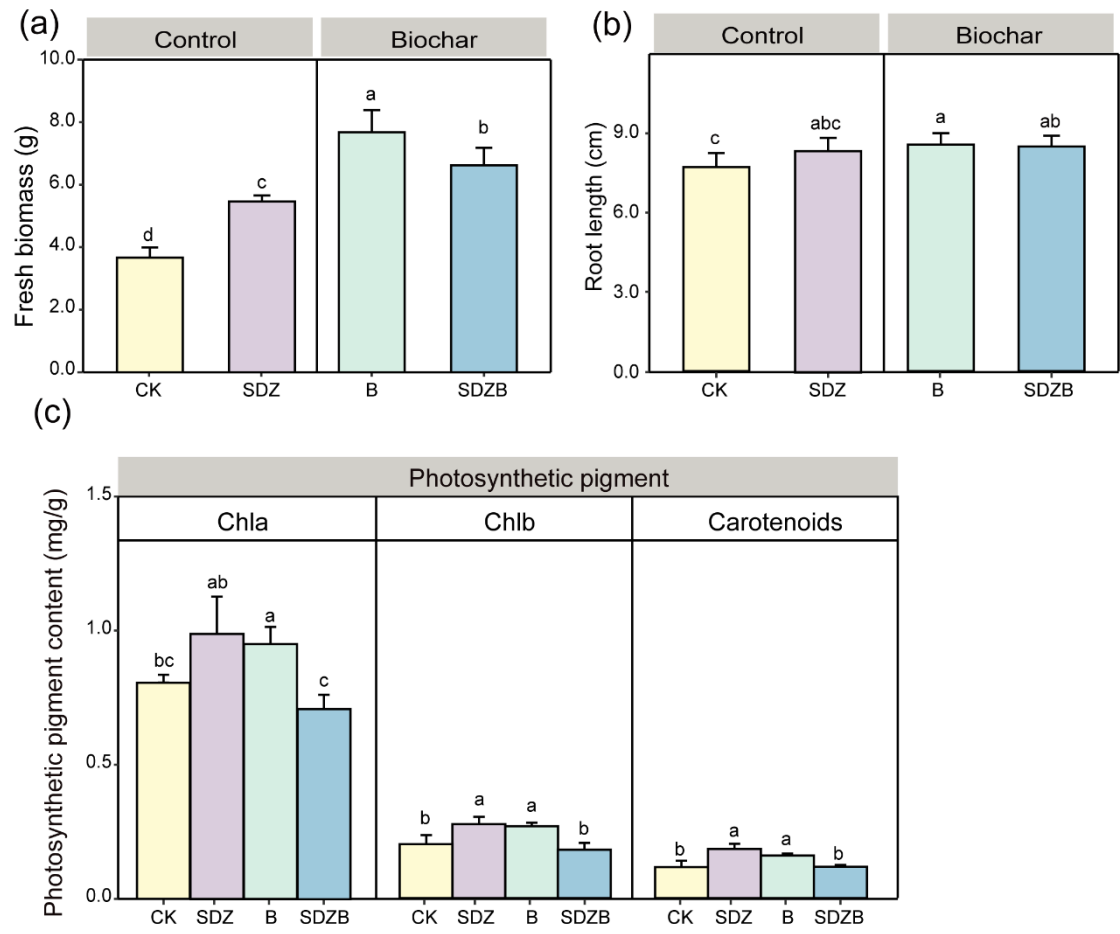 (a)
Control Biochar
Fresh biomass (g)
10.0
8.0
6.0
4.0
2.0
0.0
d
c
a
b
CK SDZ B SDZB
(b)
Control Biochar
Root length (cm)
9.0
6.0
3.0
0.0
c
abc
a
ab
CK SDZ B SDZB
(c)
Photosynthetic pigment
Chla Chlb Carotenoids
Photosynthetic pigment content (mg/g)
1.5
1.0
0.5
0.0
bc
ab
a
c
b
a
a
b
b
a
a
b
CK SDZ B SDZB CK SDZ B SDZB CK SDZ B SDZB